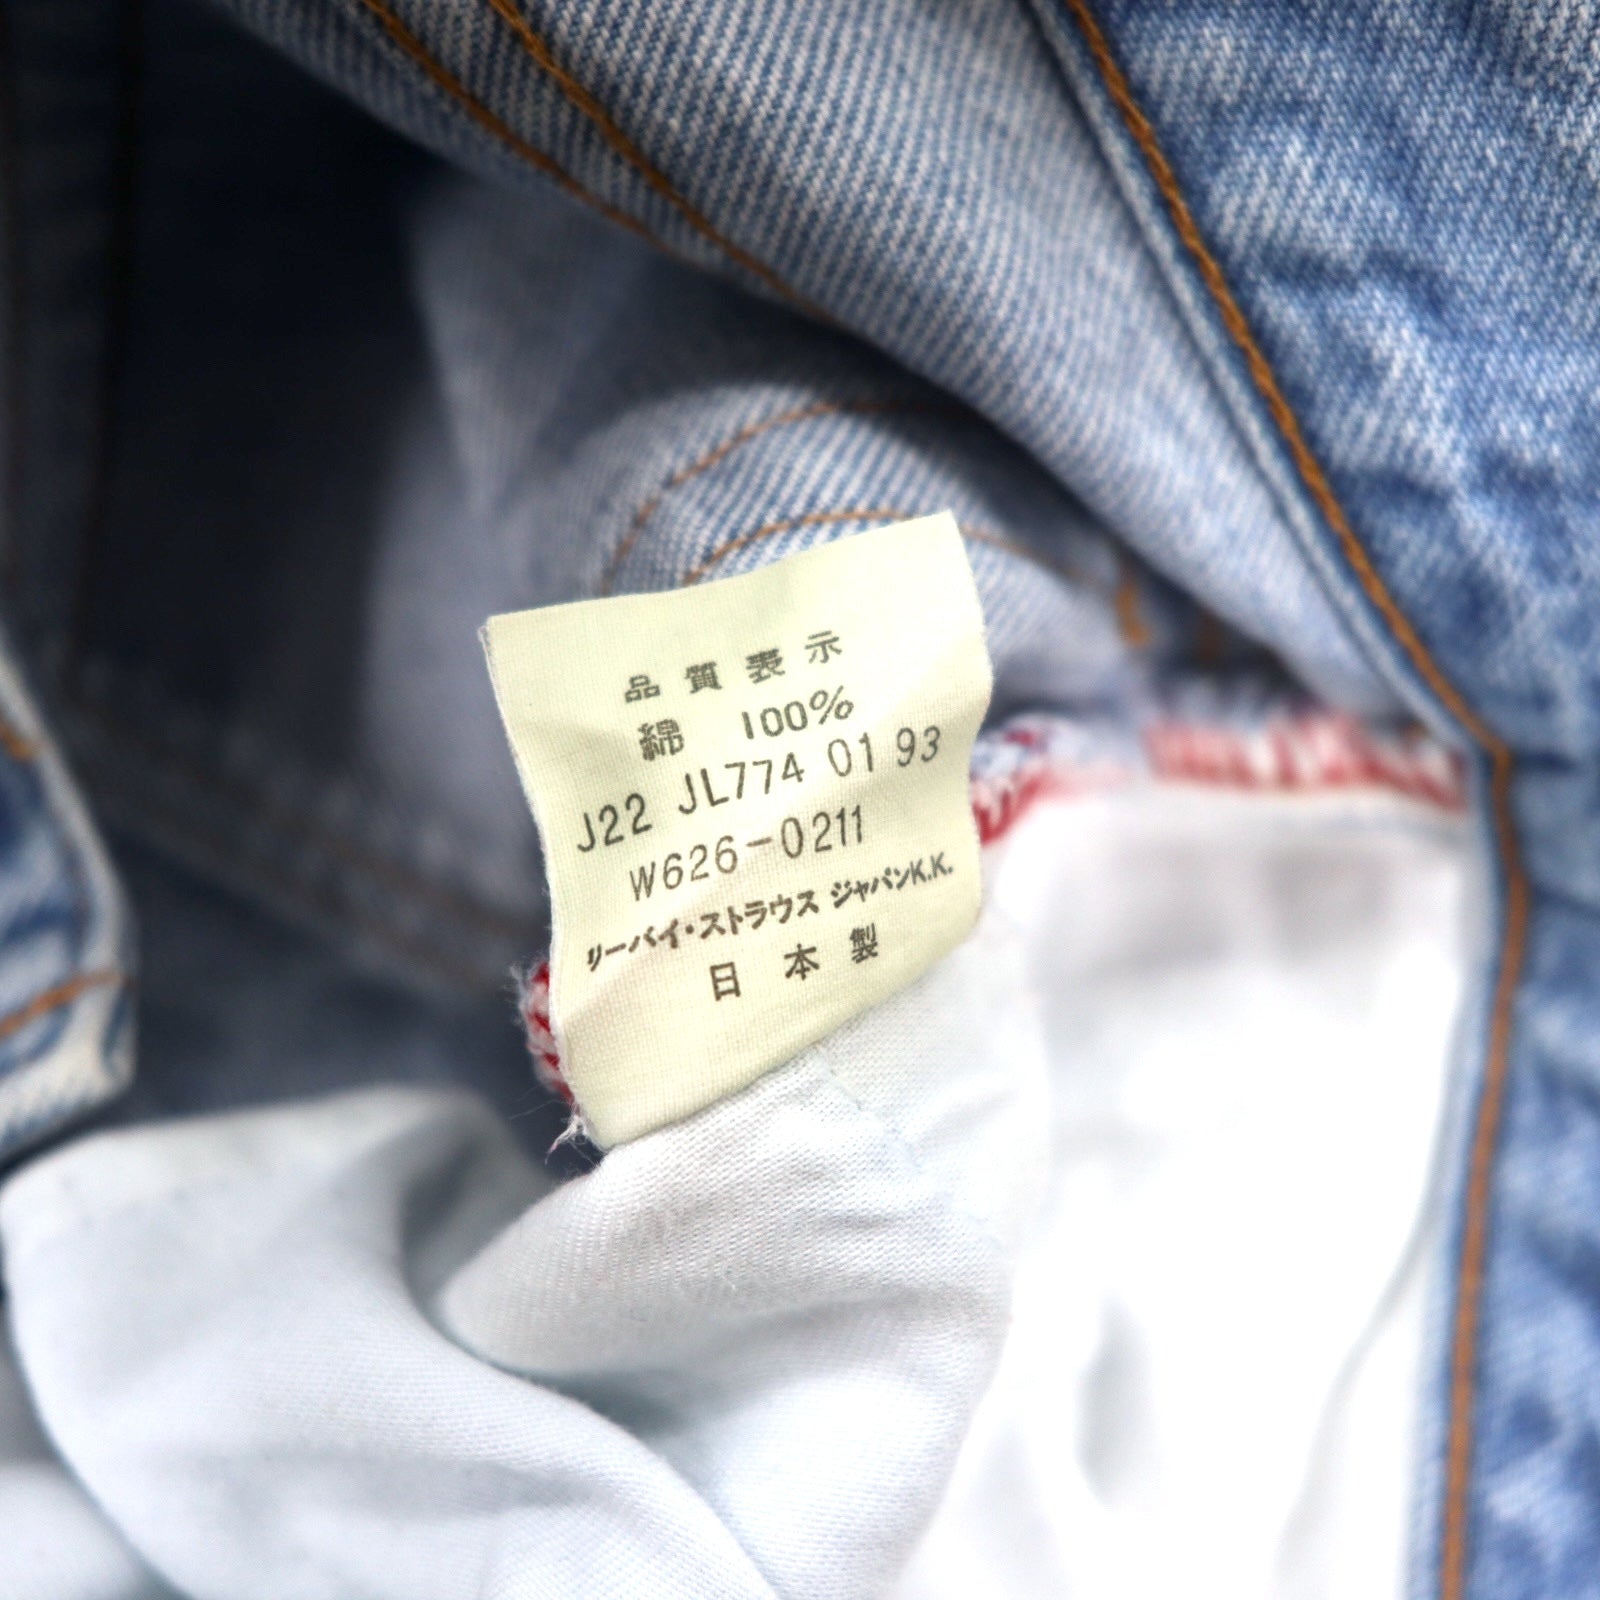 品質表示
綿 100%
J22 JL774 01 93
W626-0211
リーバイ・ストラウス ジャパンK.K.
日本製